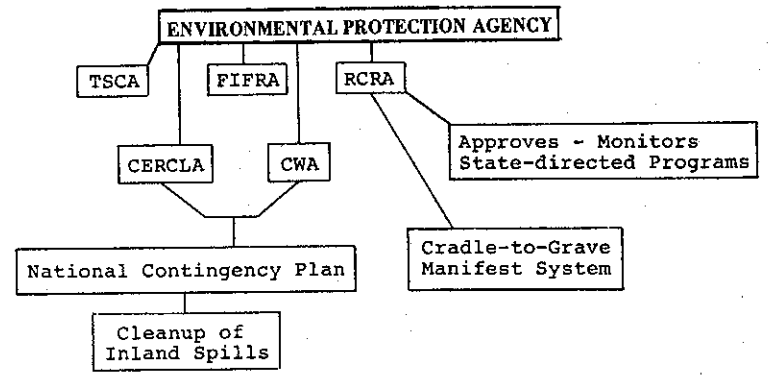 ENVIRONMENTAL PROTECTION AGENCY
TSCA
FIFRA
RCRA
CERCLA
CWA
Approves - Monitors
State-directed Programs
National Contingency Plan
Cradle-to-Grave
Manifest System
Cleanup of
Inland Spills